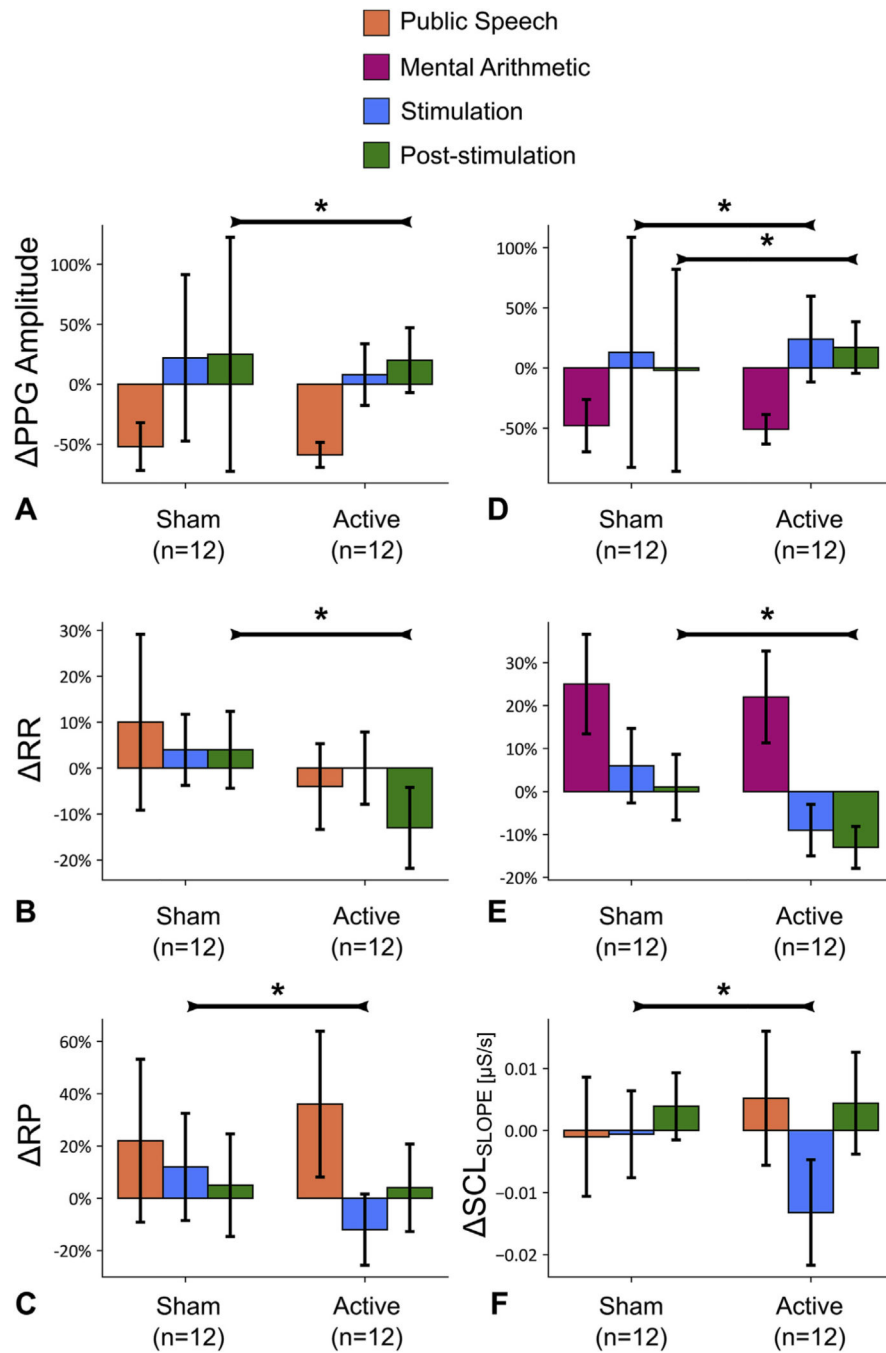 Public Speech
Mental Arithmetic
Stimulation
Post-stimulation
ΔPPG Amplitude
100%
50%
0%
-50%
*
A
Sham
(n=12)
Active
(n=12)
100%
50%
0%
-50%
*
*
D
Sham
(n=12)
Active
(n=12)
ΔRR
30%
20%
10%
0%
-10%
-20%
*
B
Sham
(n=12)
Active
(n=12)
30%
20%
10%
0%
-10%
-20%
*
E
Sham
(n=12)
Active
(n=12)
ΔRP
60%
40%
20%
0%
-20%
*
C
Sham
(n=12)
Active
(n=12)
ΔSCLSLOPE [µS/s]
0.01
0.00
−0.01
−0.02
*
F
Sham
(n=12)
Active
(n=12)